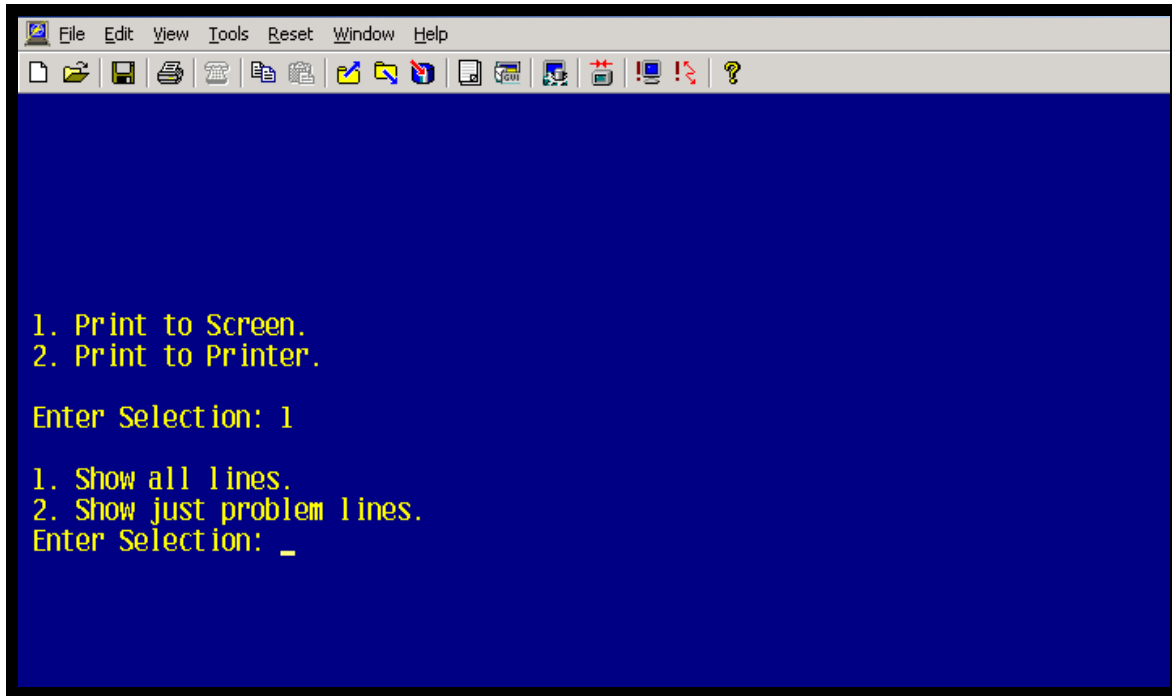 File Edit View Tools Reset Window Help
GUI
1. Print to Screen.
2. Print to Printer.
Enter Selection: 1
1. Show all lines.
2. Show just problem lines.
Enter Selection: _